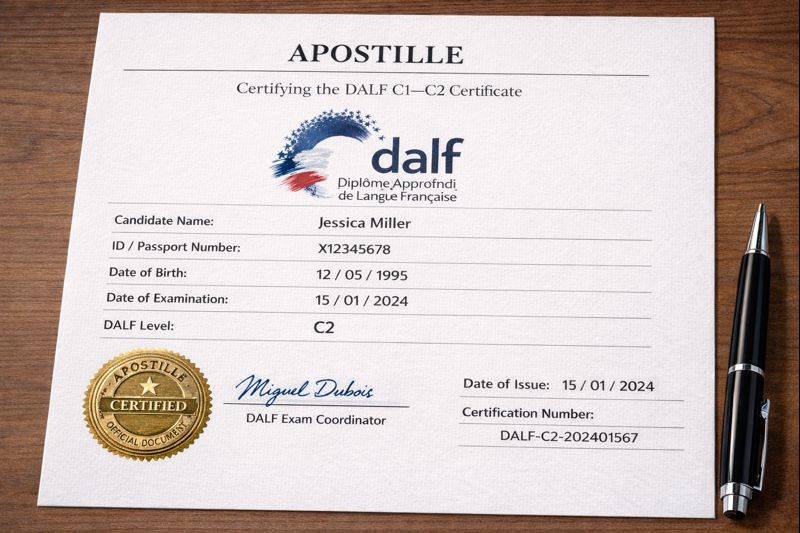 APOSTILLE
Certifying the DALF C1—C2 Certificate
dalf
Diplôme Approfndi
de Langue Française
Candidate Name: Jessica Miller
ID / Passport Number: X12345678
Date of Birth: 12 / 05 / 1995
Date of Examination: 15 / 01 / 2024
DALF Level: C2
APOSTILLE
CERTIFIED
OFFICIAL DOCUMENT
Miguel Dubois
DALF Exam Coordinator
Date of Issue: 15 / 01 / 2024
Certification Number:
DALF-C2-202401567